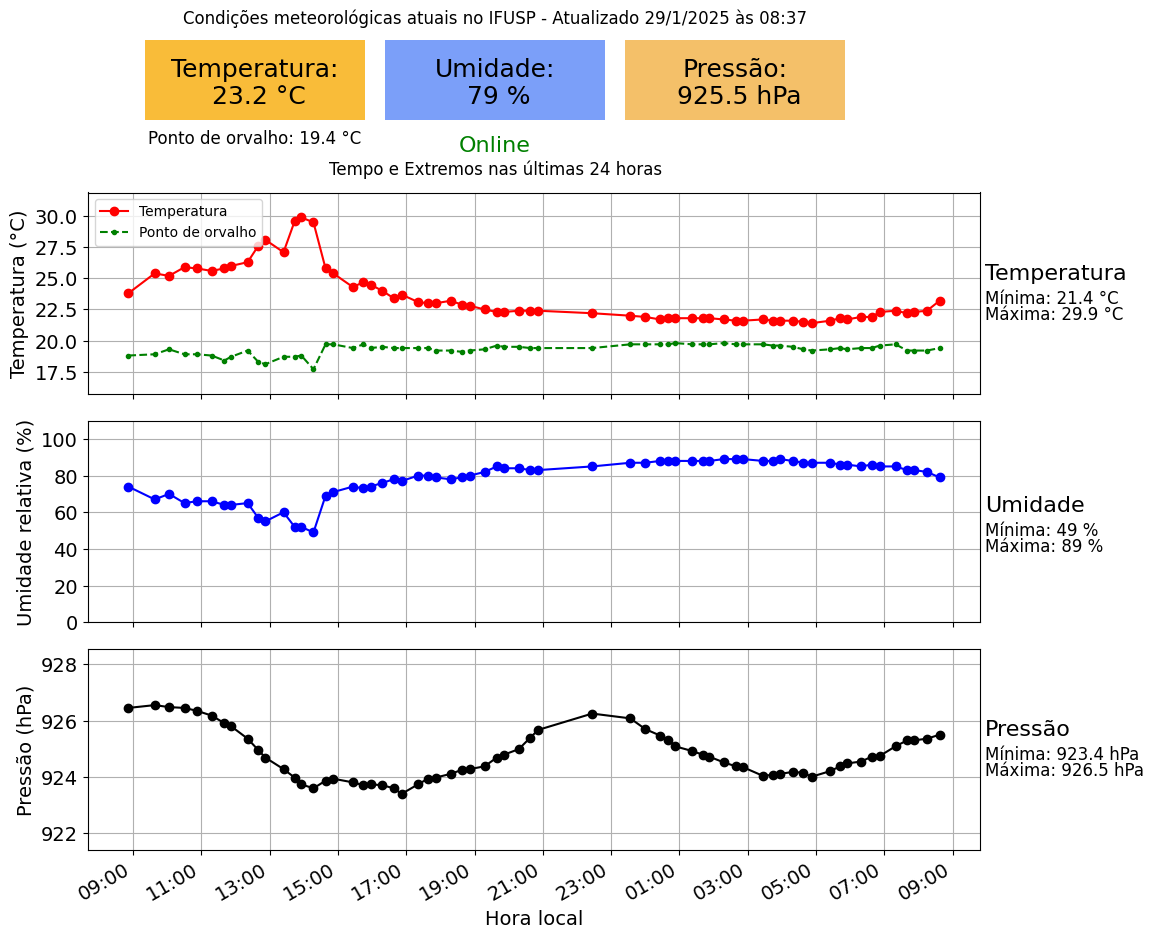 Condições meteorológicas atuais no IFUSP - Atualizado 29/1/2025 às 08:37
Temperatura:
23.2 °C
Umidade:
79 %
Pressão:
925.5 hPa
Ponto de orvalho: 19.4 °C
Online
Tempo e Extremos nas últimas 24 horas
Temperatura (°C)
30.0
27.5
25.0
22.5
20.0
17.5
Temperatura
Ponto de orvalho
Temperatura
Mínima: 21.4 °C
Máxima: 29.9 °C
Umidade relativa (%)
100
80
60
40
20
0
Umidade
Mínima: 49 %
Máxima: 89 %
Pressão (hPa)
928
926
924
922
Pressão
Mínima: 923.4 hPa
Máxima: 926.5 hPa
09:00 11:00 13:00 15:00 17:00 19:00 21:00 23:00 01:00 03:00 05:00 07:00 09:00
Hora local